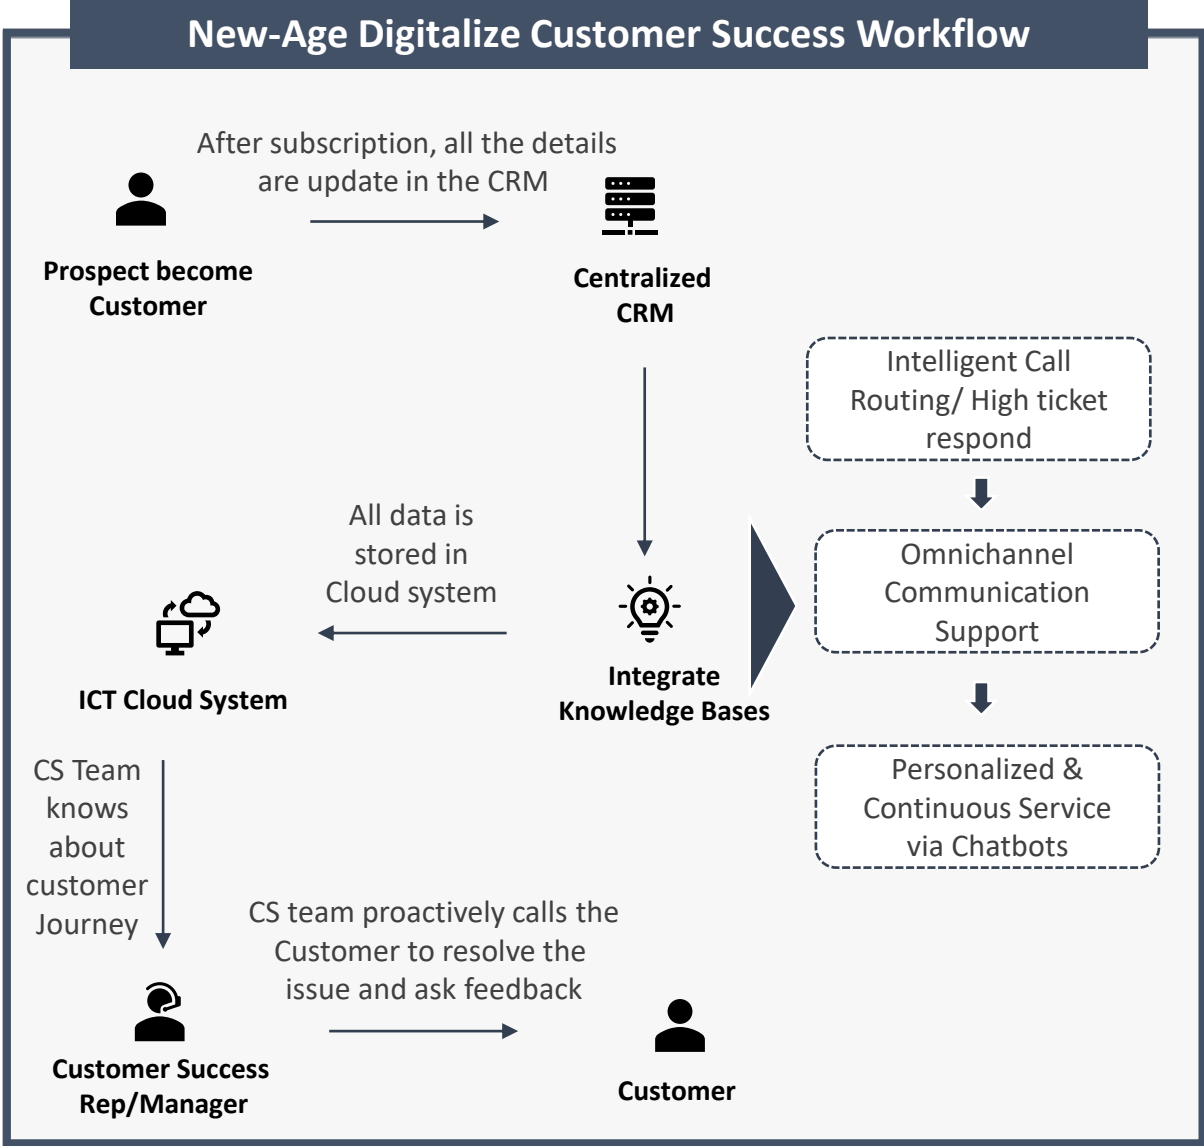 New-Age Digitalize Customer Success Workflow
After subscription, all the details
are update in the CRM
Prospect become
Customer
Centralized
CRM
Intelligent Call
Routing/ High ticket
respond
All data is
stored in
Cloud system
Omnichannel
Communication
Support
ICT Cloud System
Integrate
Knowledge Bases
Personalized &
Continuous Service
via Chatbots
CS Team
knows
about
customer
Journey
CS team proactively calls the
Customer to resolve the
issue and ask feedback
Customer Success
Rep/Manager
Customer